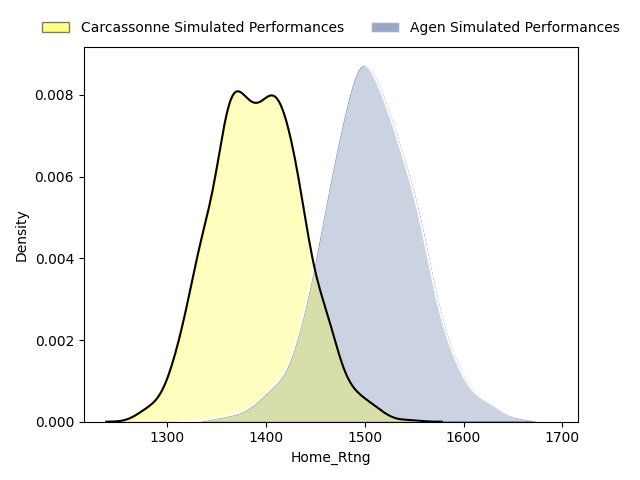 Carcassonne Simulated Performances Agen Simulated Performances
0.008
0.006
0.004
0.002
0.000
Density
1300 1400 1500 1600 1700
Home_Rtng